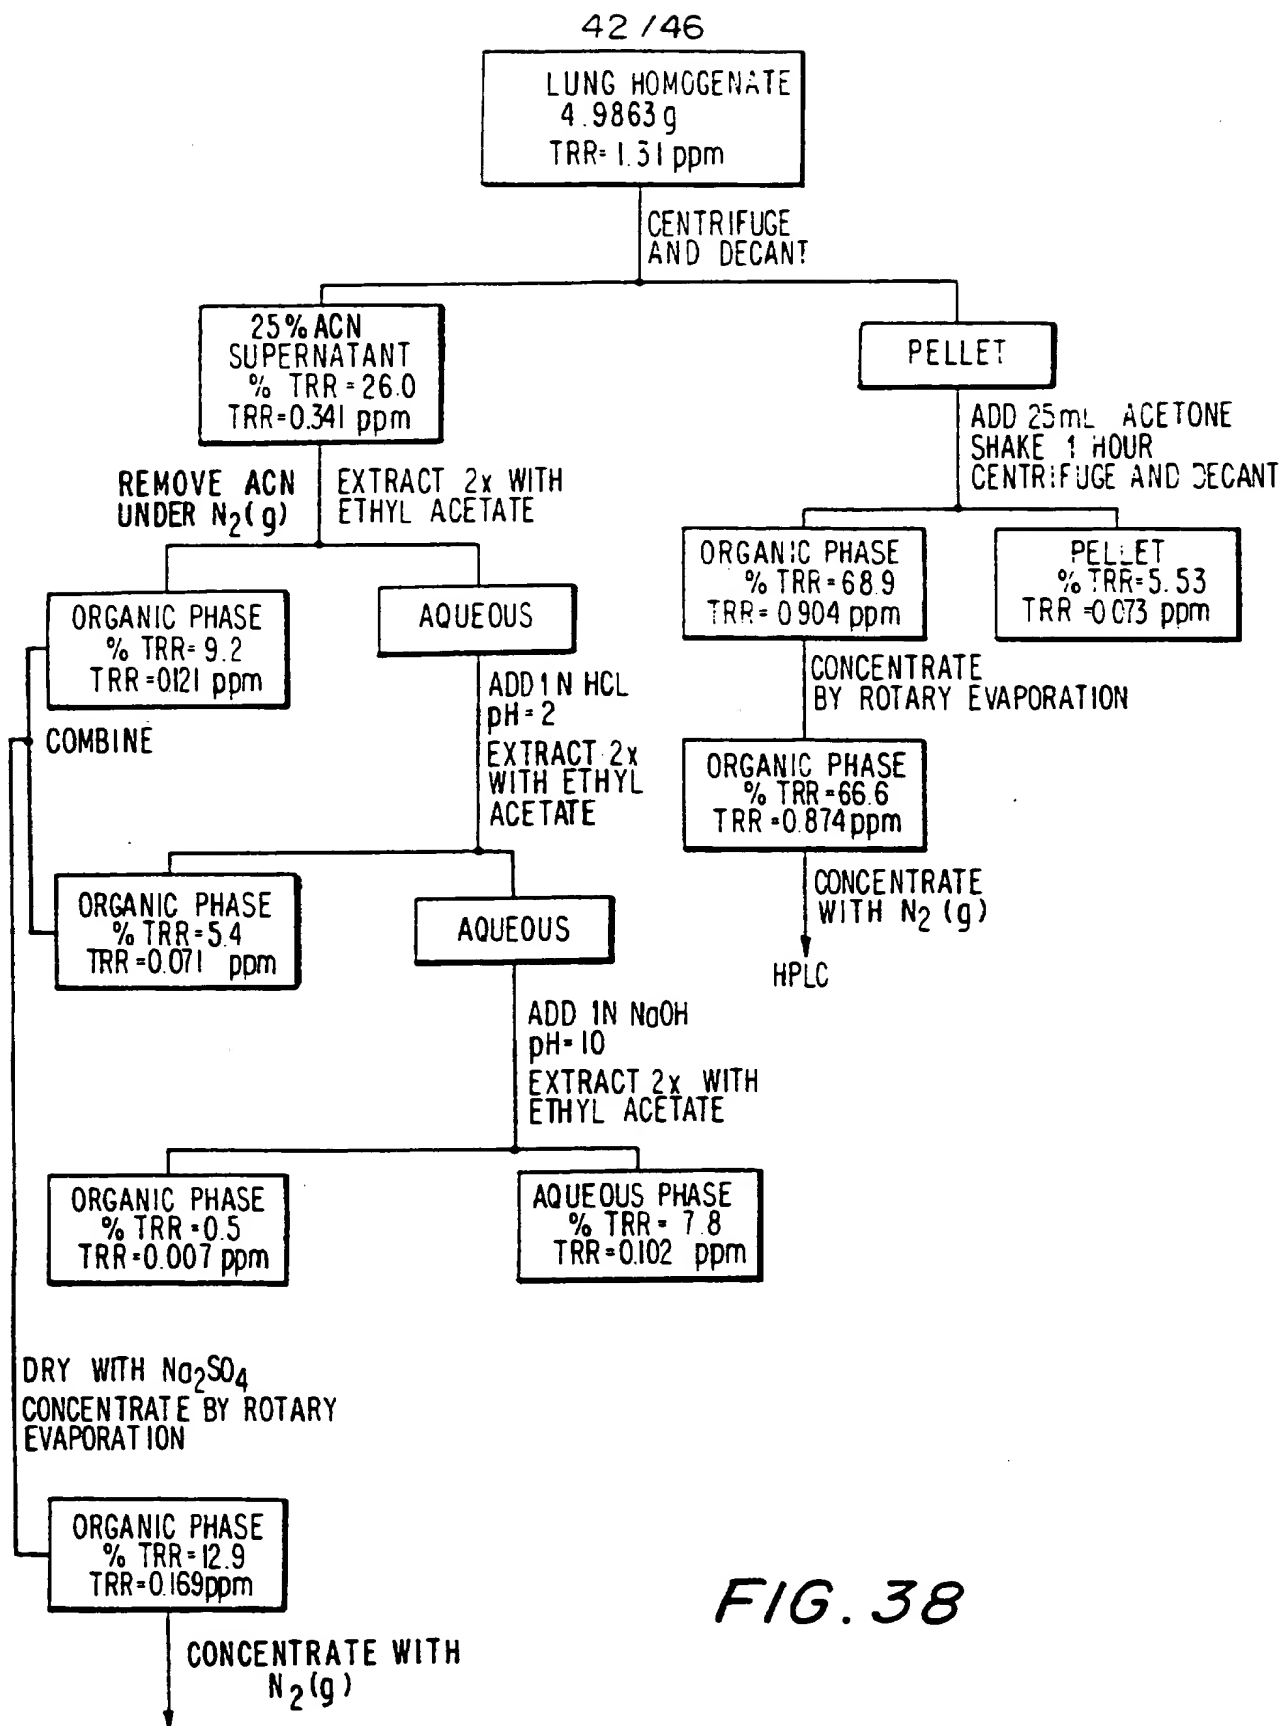 42/46
LUNG HOMOGENATE
4.9863g
TRR=1.31 ppm
CENTRIFUGE
AND DECANT
25% ACN
SUPERNATANT
% TRR=26.0
TRR=0.341 ppm
PELLET
ADD 25mL ACETONE
SHAKE 1 HOUR
CENTRIFUGE AND DECANT
REMOVE ACN
UNDER N2(g)
EXTRACT 2x WITH
ETHYL ACETATE
ORGANIC PHASE
% TRR=68.9
TRR=0.904 ppm
PELLET
% TRR=5.53
TRR=0.073 ppm
ORGANIC PHASE
% TRR=9.2
TRR=0.121 ppm
AQUEOUS
CONCENTRATE
BY ROTARY EVAPORATION
COMBINE
ADD 1N HCL
pH=2
EXTRACT 2x
WITH ETHYL
ACETATE
ORGANIC PHASE
% TRR=66.6
TRR=0.874ppm
ORGANIC PHASE
% TRR=5.4
TRR=0.071 ppm
AQUEOUS
CONCENTRATE
WITH N2 (g)
HPLC
ADD 1N NaOH
pH=10
EXTRACT 2x WITH
ETHYL ACETATE
ORGANIC PHASE
% TRR=0.5
TRR=0.007 ppm
AQUEOUS PHASE
% TRR= 7.8
TRR=0.102 ppm
DRY WITH Na2SO4
CONCENTRATE BY ROTARY
EVAPORATION
ORGANIC PHASE
% TRR=12.9
TRR=0.169ppm
CONCENTRATE WITH
N2(g)
FIG. 38